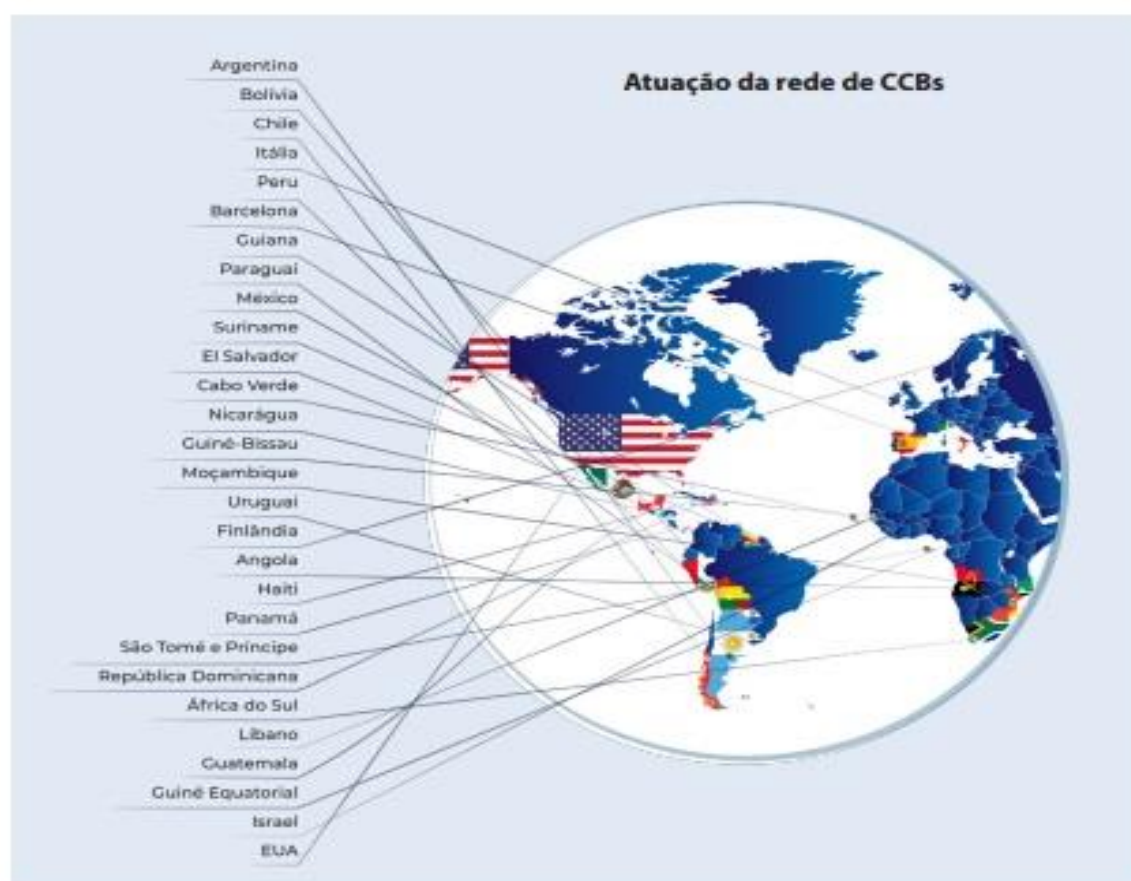 Argentina
Atuação da rede de CCBs
Bolívia
Chile
Itália
Peru
Barcelona
Guiana
Paraguai
México
Suriname
El Salvador
Cabo Verde
Nicarágua
Guiné-Bissau
Moçambique
Uruguai
Finlândia
Angola
Haiti
Panamá
São Tomé e Príncipe
República Dominicana
África do Sul
Líbano
Guatemala
Guiné Equatorial
Israel
EUA